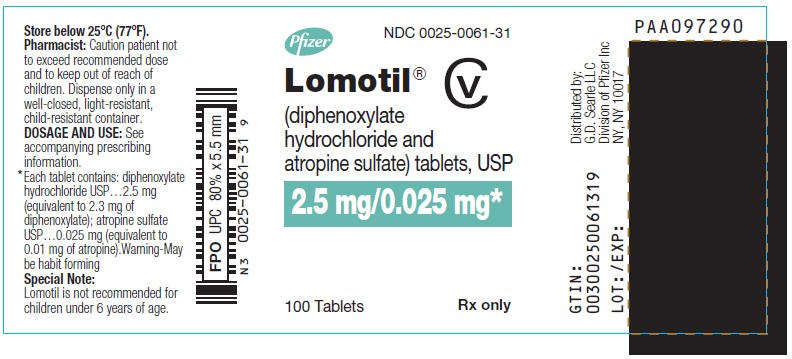 Store below 25°C (77°F).
Pharmacist: Caution patient not
to exceed recommended dose
and to keep out of reach of
children. Dispense only in a
well-closed, light-resistant,
child-resistant container.
DOSAGE AND USE: See
accompanying prescribing
information.
*Each tablet contains: diphenoxylate
hydrochloride USP...2.5 mg
(equivalent to 2.3 mg of
diphenoxylate); atropine sulfate
USP...0.025 mg (equivalent to
0.01 mg of atropine).Warning-May
be habit forming
Special Note:
Lomotil is not recommended for
children under 6 years of age.
FPO UPC 80% x 5.5 mm
N3 0025-0061-31 9
Pfizer
NDC 0025-0061-31
Lomotil® CV
(diphenoxylate
hydrochloride and
atropine sulfate) tablets, USP
2.5 mg/0.025 mg*
100 Tablets
Rx only
Distributed by:
G.D. Searle LLC
Division of Pfizer Inc
NY, NY 10017
GTIN:
00300250061319
LOT:/EXP:
PAA097290